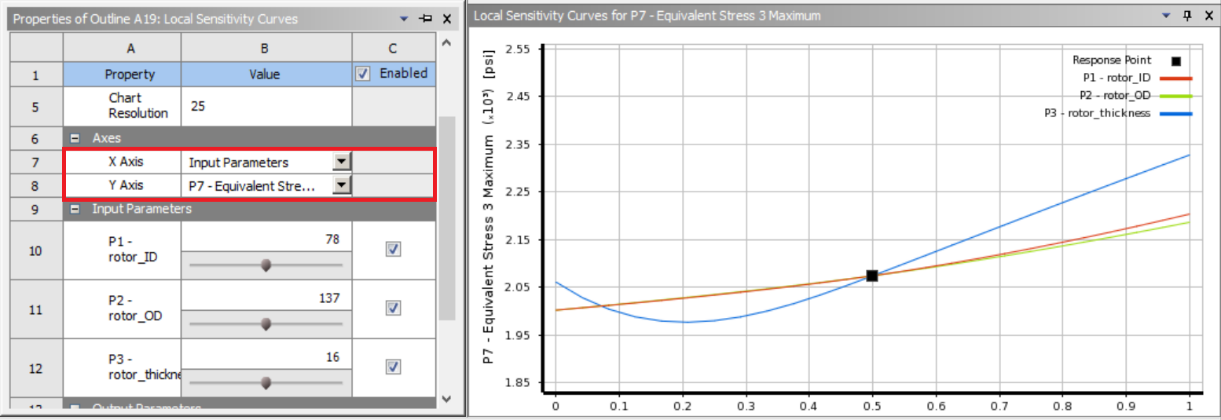 Properties of Outline A19: Local Sensitivity Curves
A B C
1 Property Value Enabled
5 Chart Resolution 25
6 Axes
7 X Axis Input Parameters
8 Y Axis P7 - Equivalent Stre...
9 Input Parameters
10 P1 - rotor_ID 78
11 P2 - rotor_OD 137
12 P3 - rotor_thickne 16
Output Parameters
Local Sensitivity Curves for P7 - Equivalent Stress 3 Maximum
P7 - Equivalent Stress 3 Maximum (.10³) [psi]
2.55
2.45
2.35
2.25
2.15
2.05
1.95
1.85
Response Point
P1 - rotor_ID
P2 - rotor_OD
P3 - rotor_thickness
0 0.1 0.2 0.3 0.4 0.5 0.6 0.7 0.8 0.9 1